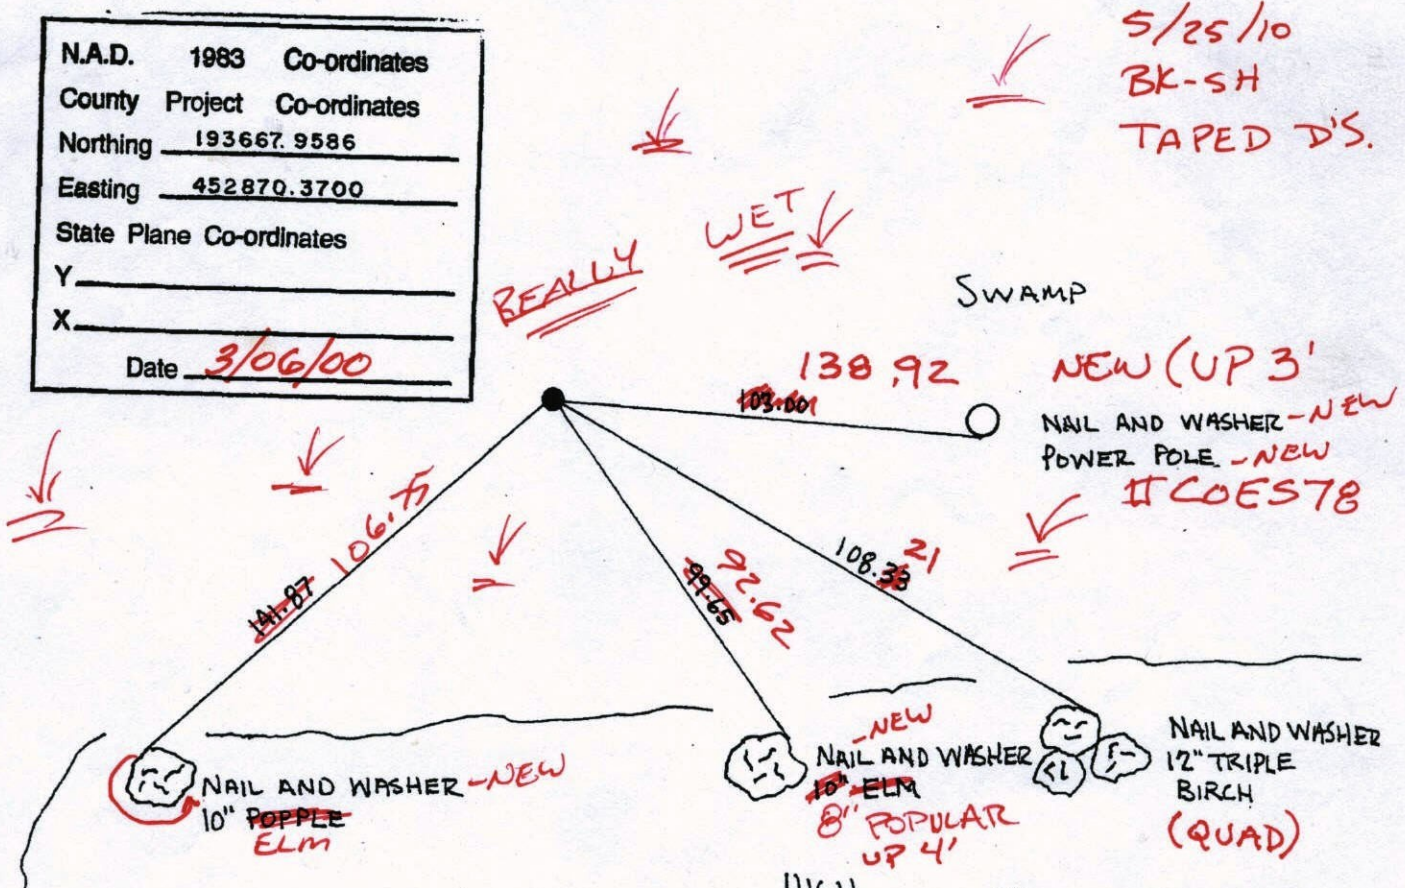 N.A.D. 1983 Co-ordinates
County Project Co-ordinates
Northing 193667.9586
Easting 452870.3700
State Plane Co-ordinates
Y
X
Date 3/06/00
5/25/10
BK-SH
TAPED D'S.
REALLY WET
SWAMP
138.92
103.00
NEW (UP 3'
NAIL AND WASHER -NEW
POWER POLE -NEW
#COES78
141.87 106.75
99.65 92.62
108.33 21
NAIL AND WASHER -NEW
10" POPPLE
ELM
-NEW
NAIL AND WASHER
10" ELM
8" POPULAR
UP 4'
NAIL AND WASHER
12" TRIPLE
BIRCH
(QUAD)